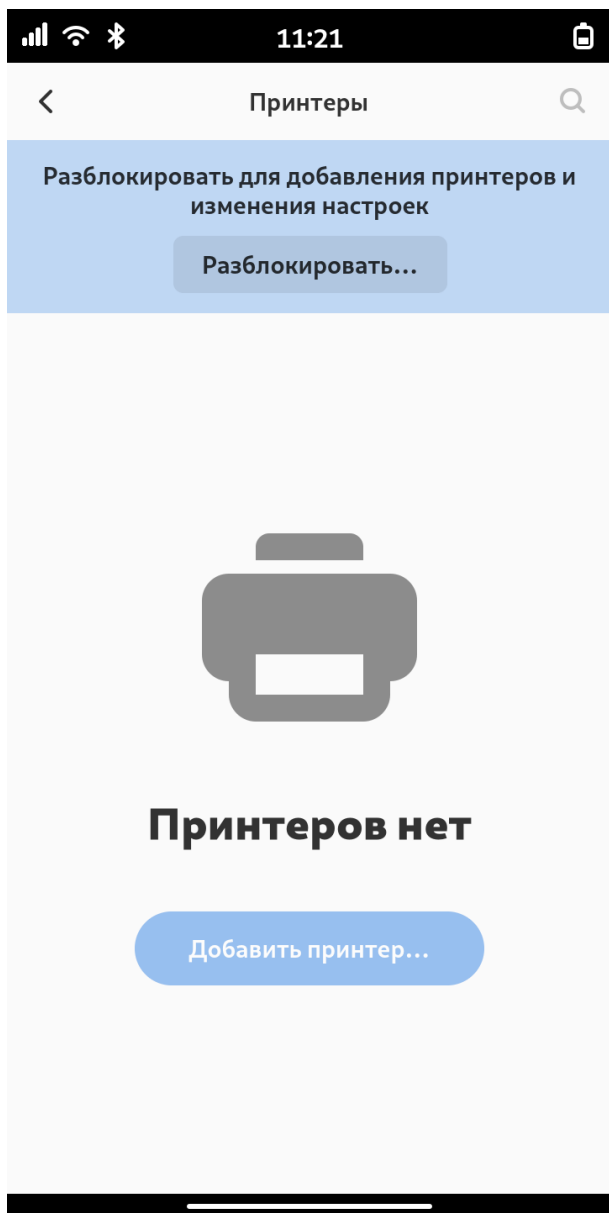 11:21
Принтеры
Разблокировать для добавления принтеров и
изменения настроек
Разблокировать...
Принтеров нет
Добавить принтер...